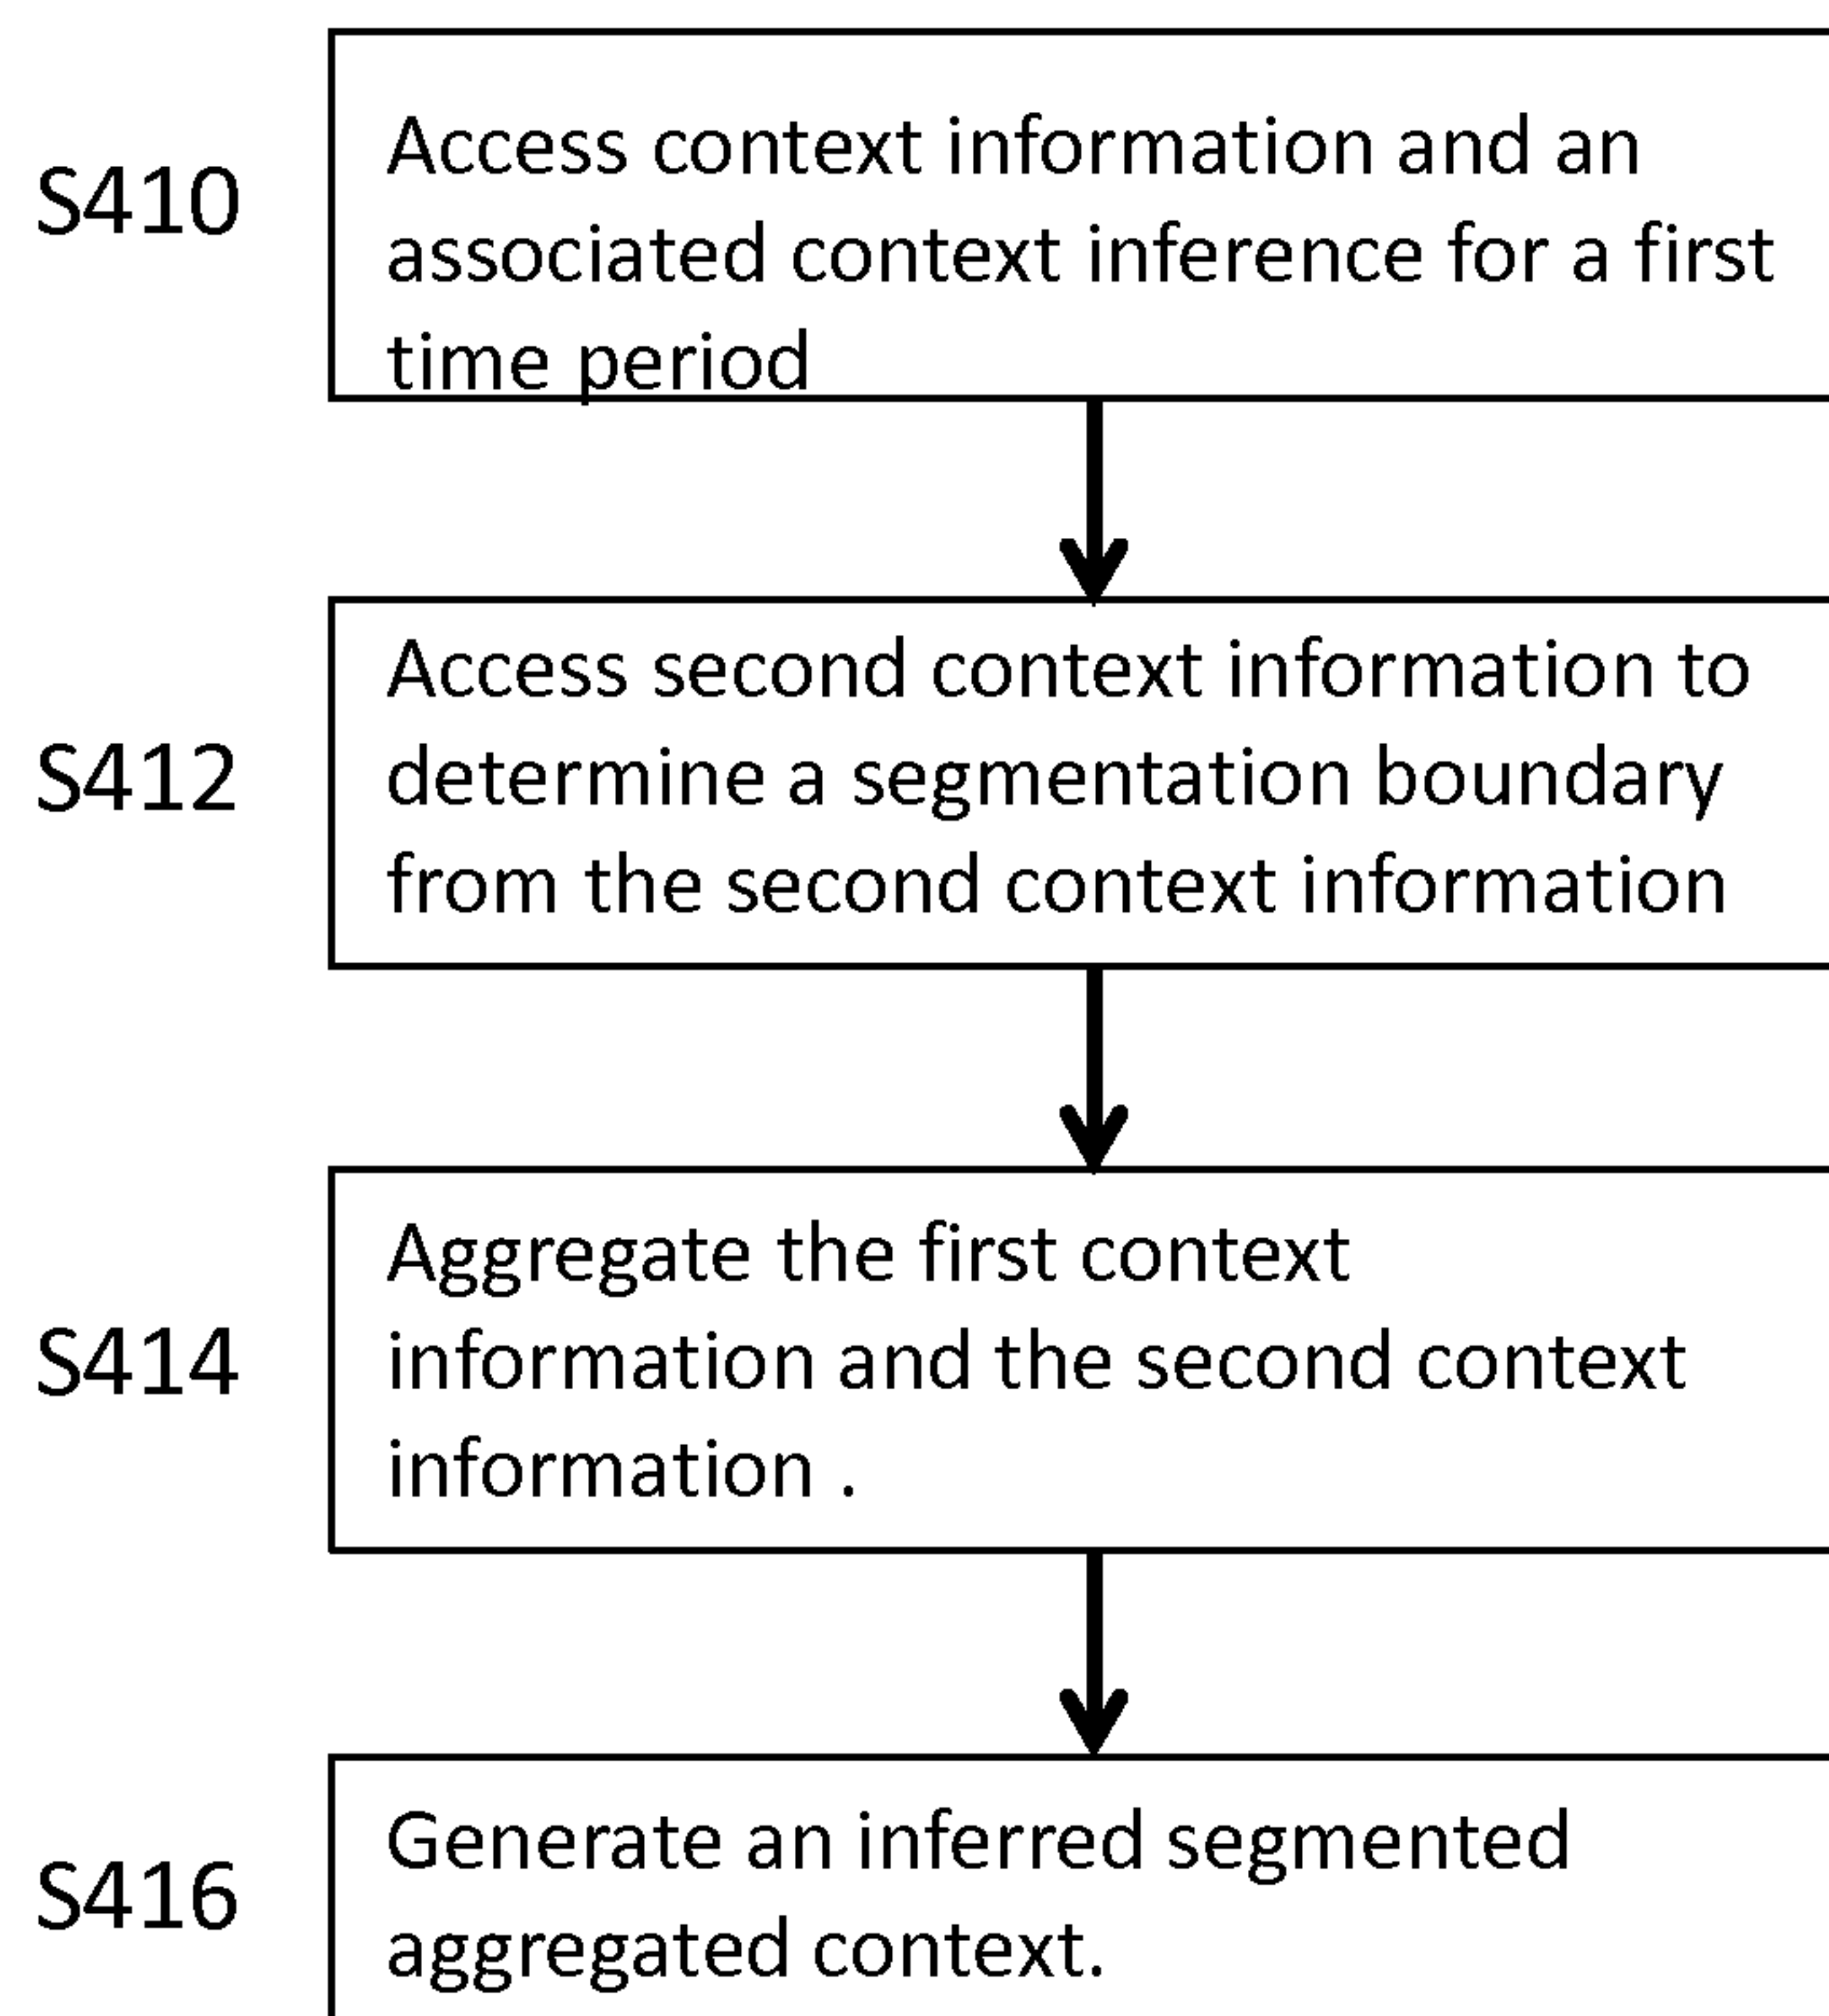 S410
Access context information and an
associated context inference for a first
time period
S412
Access second context information to
determine a segmentation boundary
from the second context information
S414
Aggregate the first context
information and the second context
information .
S416
Generate an inferred segmented
aggregated context.